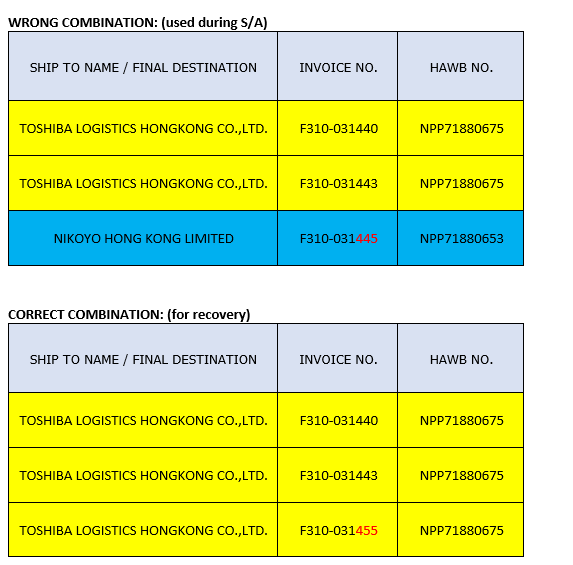 WRONG COMBINATION: (used during S/A)
SHIP TO NAME / FINAL DESTINATION INVOICE NO. HAWB NO.
TOSHIBA LOGISTICS HONGKONG CO.,LTD. F310-031440 NPP71880675
TOSHIBA LOGISTICS HONGKONG CO.,LTD. F310-031443 NPP71880675
NIKOYO HONG KONG LIMITED F310-031445 NPP71880653
CORRECT COMBINATION: (for recovery)
SHIP TO NAME / FINAL DESTINATION INVOICE NO. HAWB NO.
TOSHIBA LOGISTICS HONGKONG CO.,LTD. F310-031440 NPP71880675
TOSHIBA LOGISTICS HONGKONG CO.,LTD. F310-031443 NPP71880675
TOSHIBA LOGISTICS HONGKONG CO.,LTD. F310-031455 NPP71880675